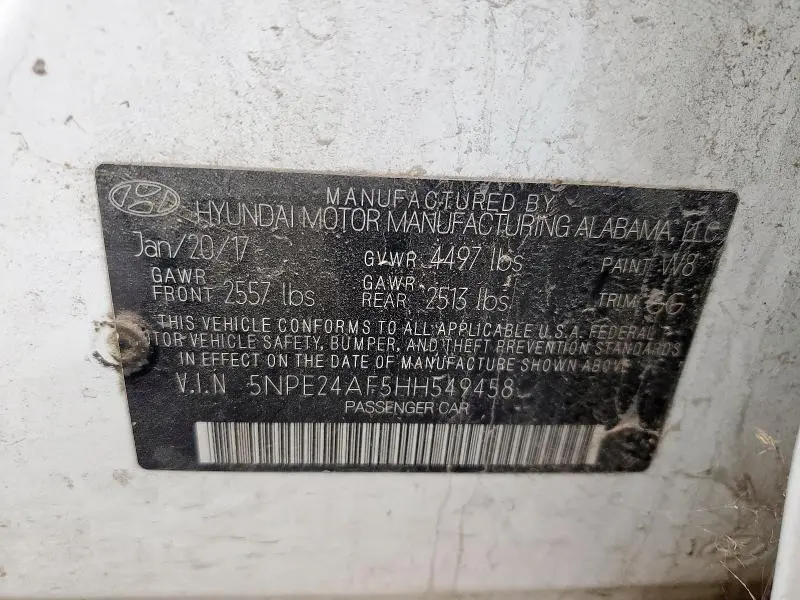 MANUFACTURED BY
HYUNDAI MOTOR MANUFACTURING ALABAMA, LLC
Jan/20/17 GVWR 4497 lbs PAINT W8
GAWR FRONT 2557 lbs GAWR REAR 2513 lbs TRIM GG
THIS VEHICLE CONFORMS TO ALL APPLICABLE U.S.A. FEDERAL
TOR VEHICLE SAFETY, BUMPER, AND THEFT PREVENTION STANDARDS
IN EFFECT ON THE DATE OF MANUFACTURE SHOWN ABOVE
V.I.N 5NPE24AF5HH549458
PASSENGER CAR